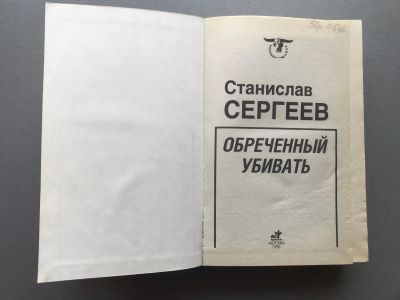 Станислав
СЕРГЕЕВ
ОБРЕЧЕННЫЙ
УБИВАТЬ
МОСКВА